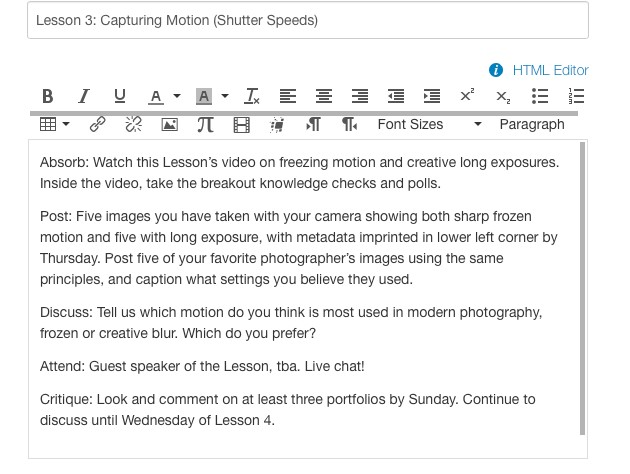 Lesson 3: Capturing Motion (Shutter Speeds)
HTML Editor
Font Sizes Paragraph
Absorb: Watch this Lesson's video on freezing motion and creative long exposures.
Inside the video, take the breakout knowledge checks and polls.
Post: Five images you have taken with your camera showing both sharp frozen
motion and five with long exposure, with metadata imprinted in lower left corner by
Thursday. Post five of your favorite photographer's images using the same
principles, and caption what settings you believe they used.
Discuss: Tell us which motion do you think is most used in modern photography,
frozen or creative blur. Which do you prefer?
Attend: Guest speaker of the Lesson, tba. Live chat!
Critique: Look and comment on at least three portfolios by Sunday. Continue to
discuss until Wednesday of Lesson 4.